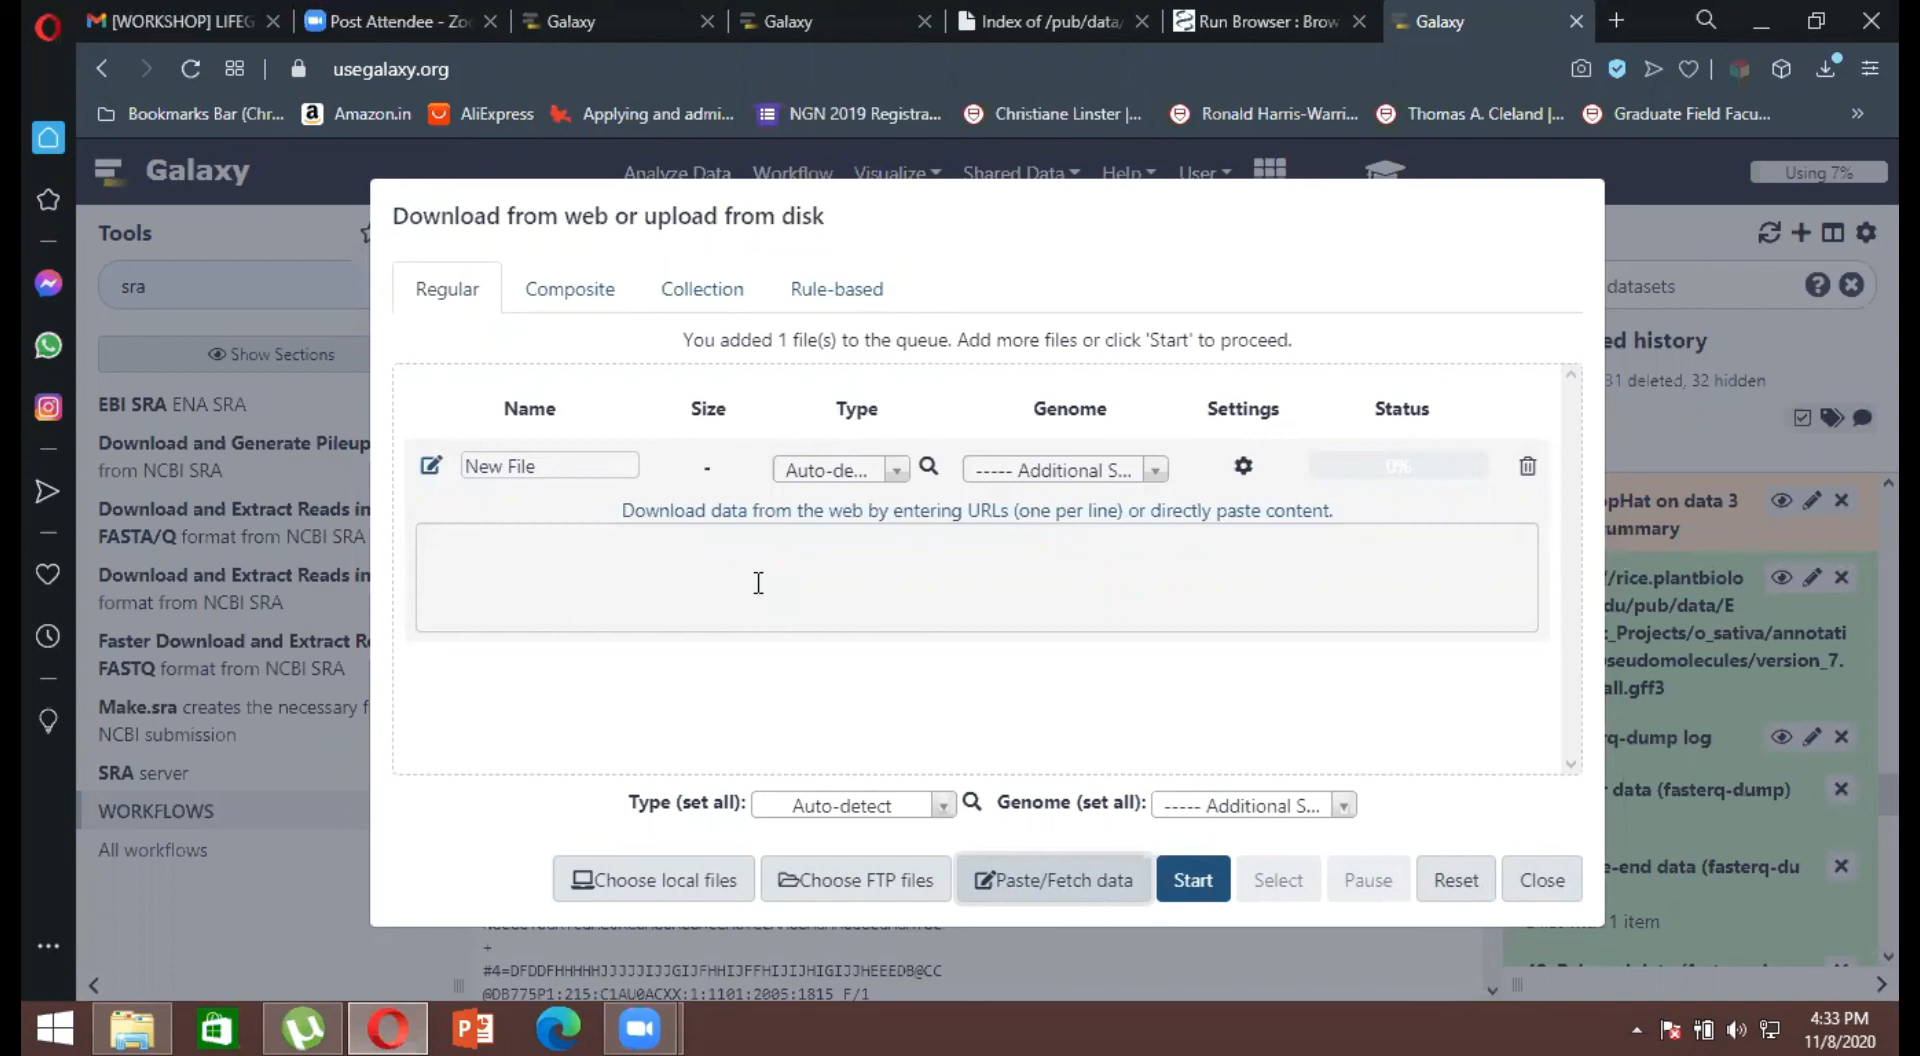 [WORKSHOP] LIFEG
Post Attendee - Zoo
Galaxy
Galaxy
Index of /pub/data/
Run Browser : Brow
Galaxy
usegalaxy.org
Bookmarks Bar (Chr...
Amazon.in
AliExpress
Applying and admi...
NGN 2019 Registra...
Christiane Linster |...
Ronald Harris-Warri...
Thomas A. Cleland |...
Graduate Field Facu...
Galaxy
Analyze Data
Workflow
Visualize
Shared Data
Help
User
Using 7%
Tools
sra
Show Sections
EBI SRA ENA SRA
Download and Generate Pileup
from NCBI SRA
Download and Extract Reads in
FASTA/Q format from NCBI SRA
Download and Extract Reads in
format from NCBI SRA
Faster Download and Extract Re
FASTQ format from NCBI SRA
Make.sra creates the necessary f
NCBI submission
SRA server
WORKFLOWS
All workflows
Download from web or upload from disk
Regular
Composite
Collection
Rule-based
You added 1 file(s) to the queue. Add more files or click 'Start' to proceed.
Name
Size
Type
Genome
Settings
Status
New File
-
Auto-de...
----- Additional S...
0%
Download data from the web by entering URLs (one per line) or directly paste content.
Type (set all):
Auto-detect
Genome (set all):
----- Additional S...
Choose local files
Choose FTP files
Paste/Fetch data
Start
Select
Pause
Reset
Close
+
#4=DFDDFHHHHHJJJJJIJJGIJFHHIJFFHIJIJHIGIJJHEEEDB@CC
@DB775P1:215:C1AU0ACXX:1:1101:2005:1815 F/1
datasets
ed history
31 deleted, 32 hidden
opHat on data 3
ummary
//rice.plantbiolo
du/pub/data/E
:_Projects/o_sativa/annotati
seudomolecules/version_7.
all.gff3
rq-dump log
r data (fasterq-dump)
e-end data (fasterq-du
1 item
4:33 PM
11/8/2020